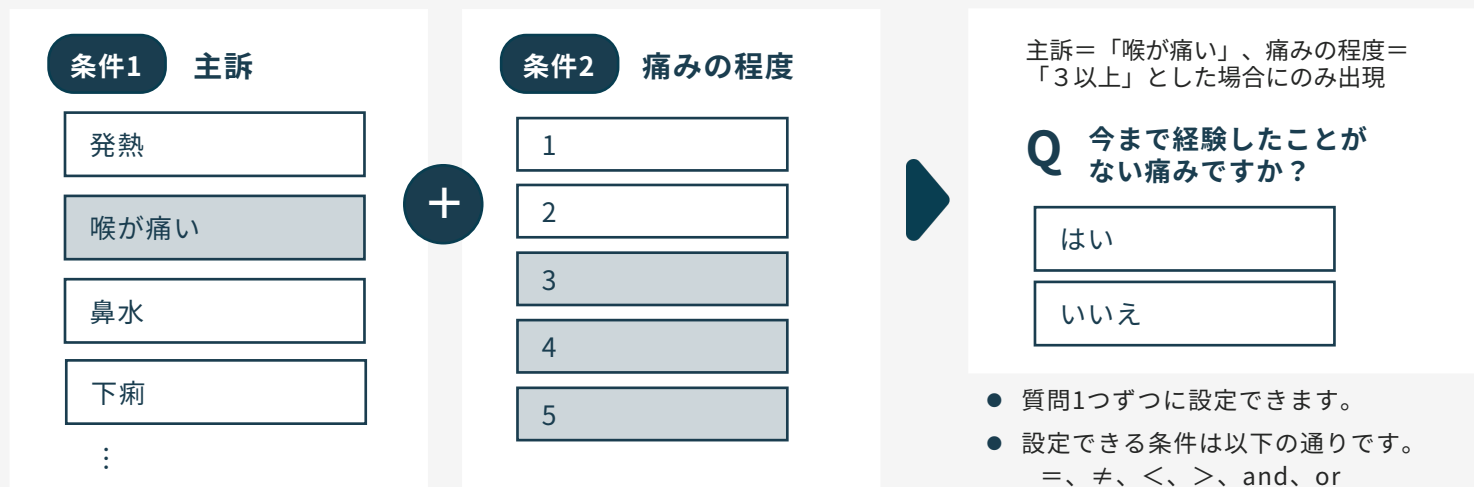 条件1 主訴
発熱
喉が痛い
鼻水
下痢
⋮
+
条件2 痛みの程度
1
2
3
4
5
主訴＝「喉が痛い」、痛みの程度＝
「３以上」とした場合にのみ出現
Q 今まで経験したことが
ない痛みですか？
はい
いいえ
● 質問1つずつに設定できます。
● 設定できる条件は以下の通りです。
＝、≠、＜、＞、and、or